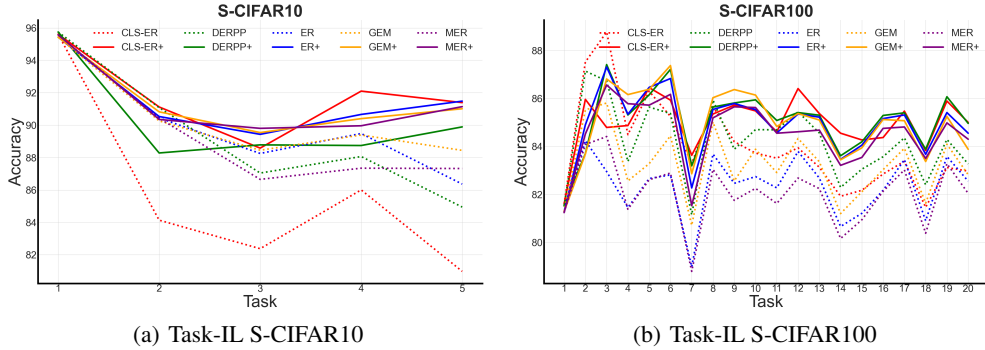 S-CIFAR10
CLS-ER DERPP ER GEM MER
CLS-ER+ DERPP+ ER+ GEM+ MER+
Accuracy
96
94
92
90
88
86
84
82
1 2 3 4 5
Task
(a) Task-IL S-CIFAR10
S-CIFAR100
CLS-ER DERPP ER GEM MER
CLS-ER+ DERPP+ ER+ GEM+ MER+
Accuracy
88
86
84
82
80
1 2 3 4 5 6 7 8 9 10 11 12 13 14 15 16 17 18 19 20
Task
(b) Task-IL S-CIFAR100